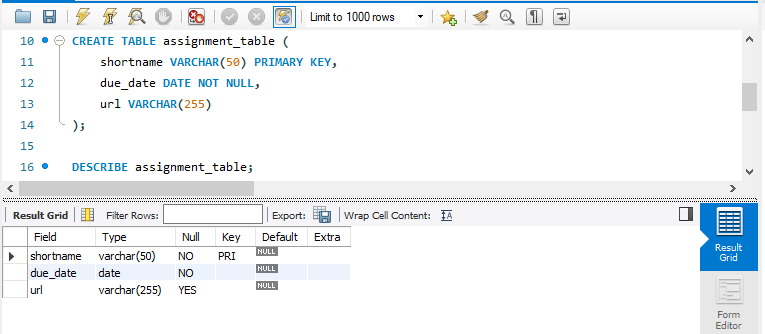 Limit to 1000 rows
10 CREATE TABLE assignment_table (
11 shortname VARCHAR(50) PRIMARY KEY,
12 due_date DATE NOT NULL,
13 url VARCHAR(255)
14 );
15
16 DESCRIBE assignment_table;
Result Grid Filter Rows: Export: Wrap Cell Content: IA
Field Type Null Key Default Extra
shortname varchar(50) NO PRI NULL
due_date date NO NULL
url varchar(255) YES NULL
Result
Grid
Form
Editor